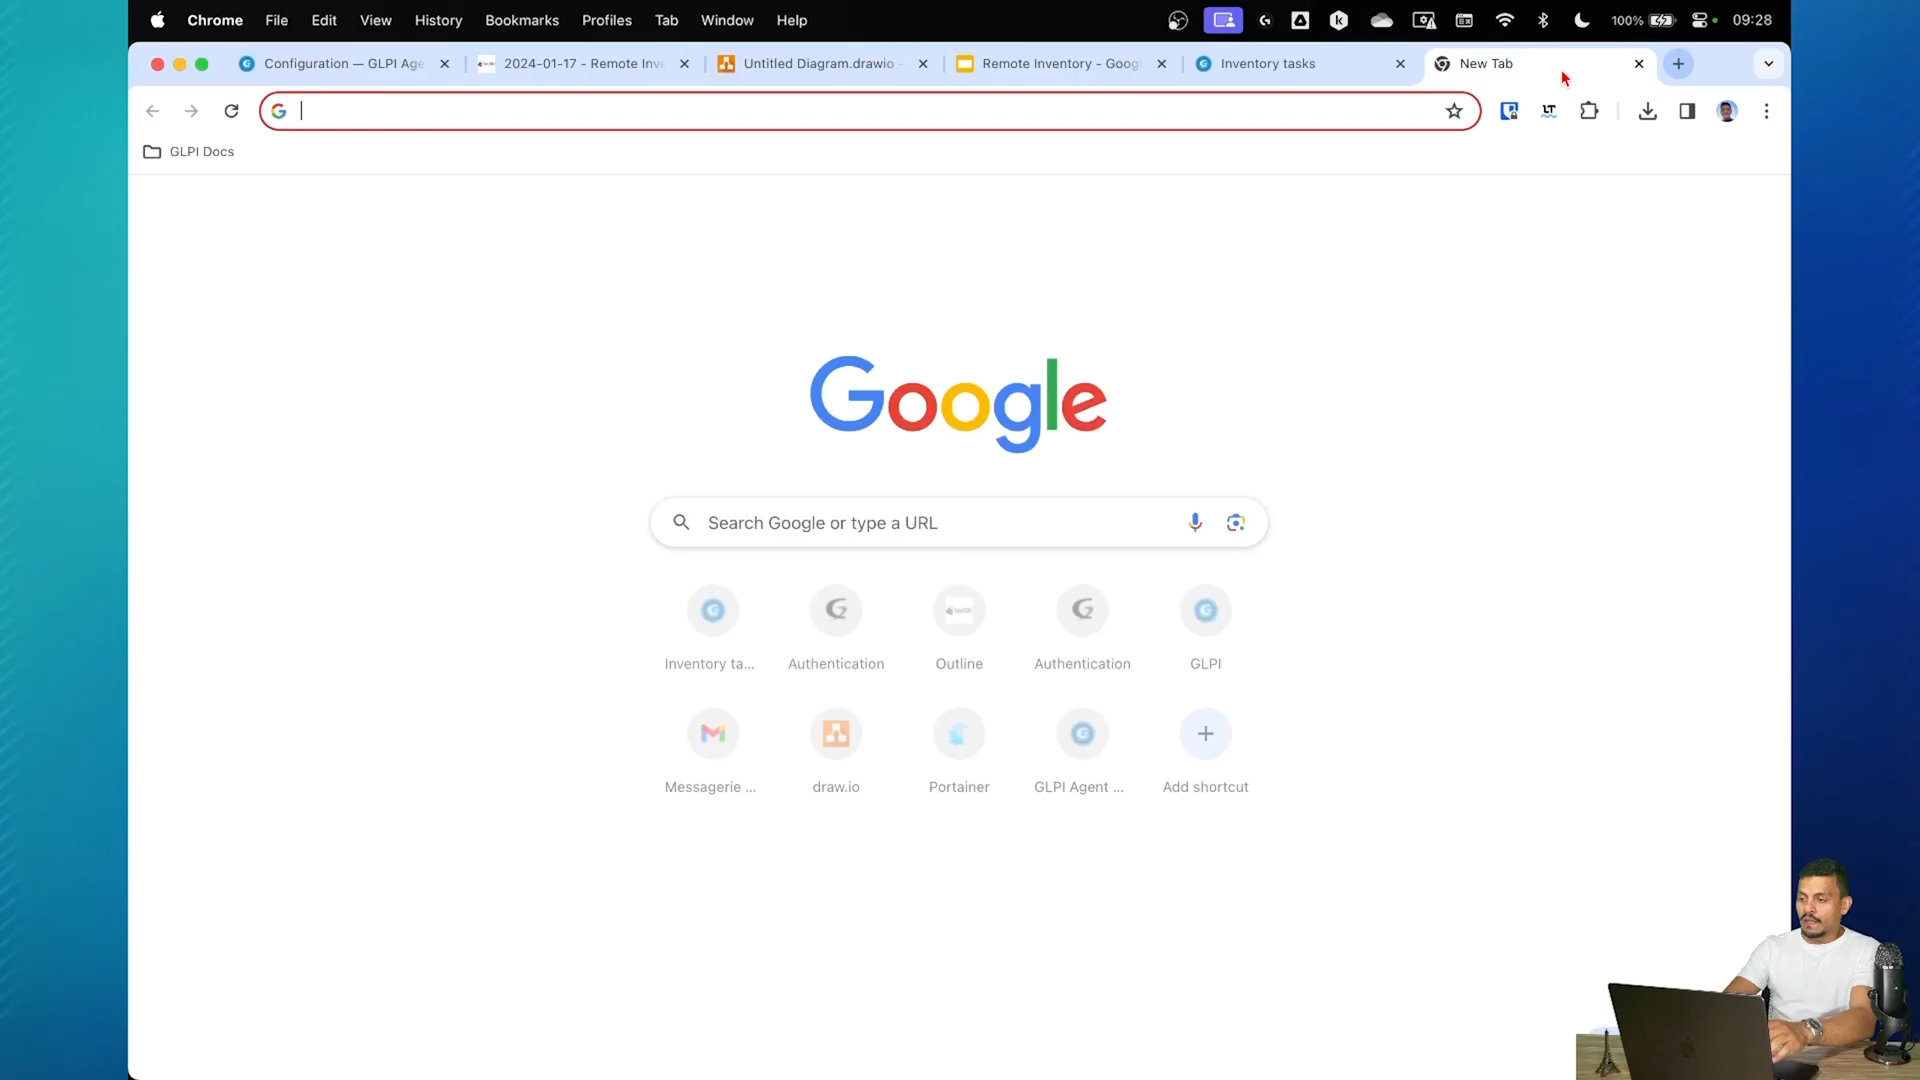 Chrome File Edit View History Bookmarks Profiles Tab Window Help 100% 09:28
Configuration — GLPI Age
2024-01-17 - Remote Inve
Untitled Diagram.drawio -
Remote Inventory - Goog
Inventory tasks
New Tab
GLPI Docs
Google
Search Google or type a URL
Inventory ta... Authentication Outline Authentication GLPI
Messagerie ... draw.io Portainer GLPI Agent ... Add shortcut